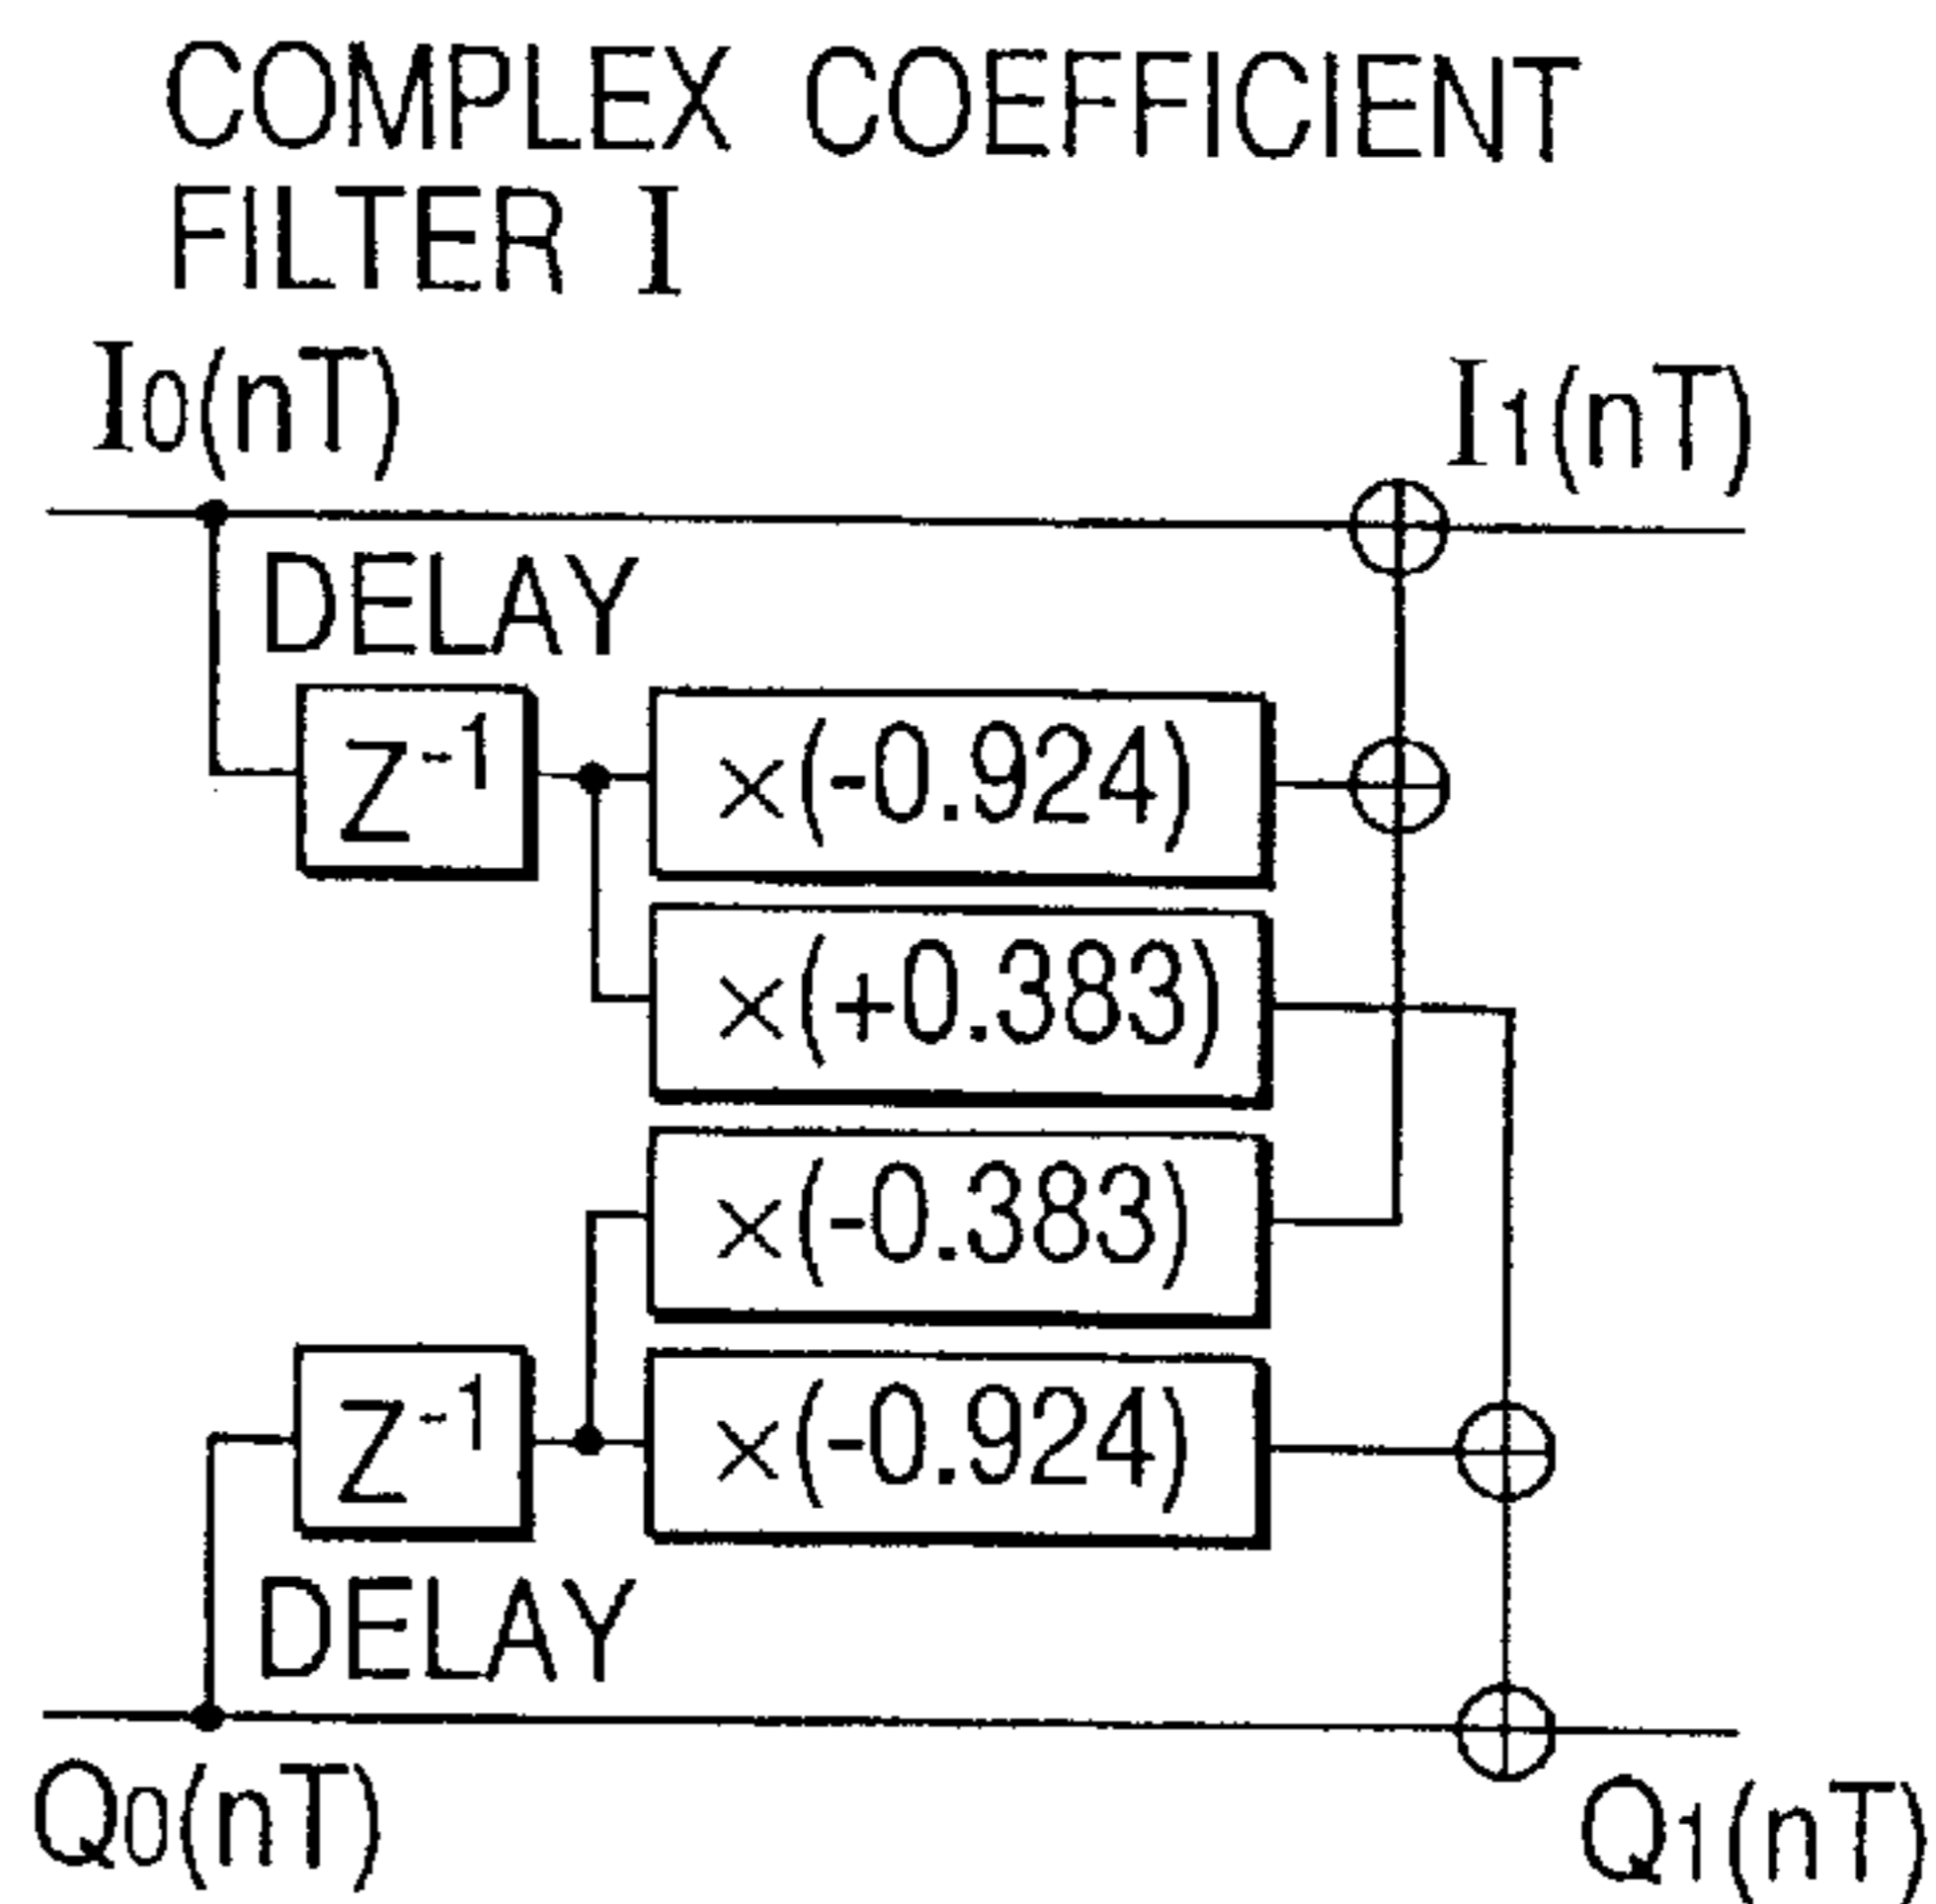 COMPLEX COEFFICIENT
FILTER I
I0(nT)
I1(nT)
DELAY
Z-1
×(-0.924)
×(+0.383)
×(-0.383)
Z-1
×(-0.924)
DELAY
Q0(nT)
Q1(nT)